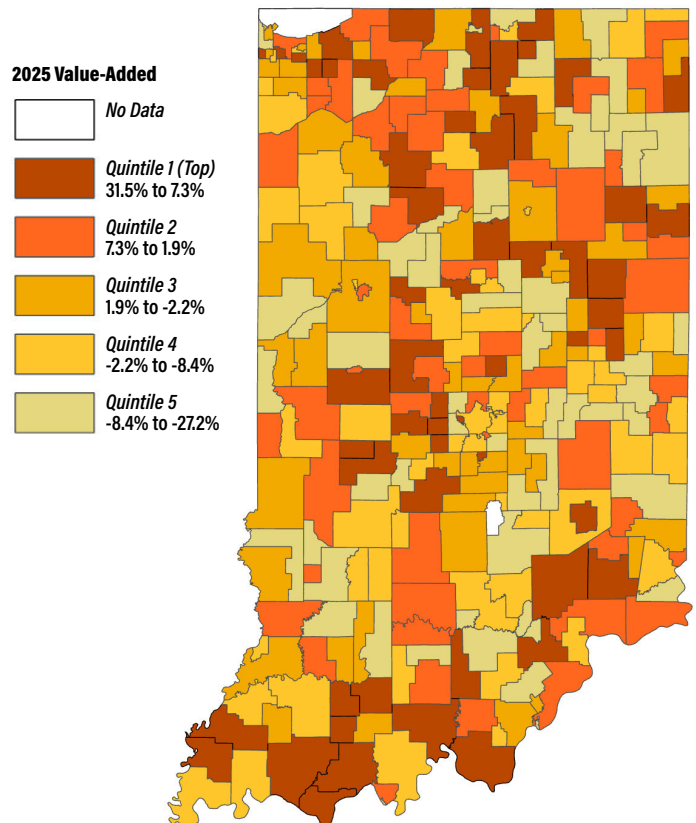 2025 Value-Added
No Data
Quintile 1 (Top)
31.5% to 7.3%
Quintile 2
7.3% to 1.9%
Quintile 3
1.9% to -2.2%
Quintile 4
-2.2% to -8.4%
Quintile 5
-8.4% to -27.2%